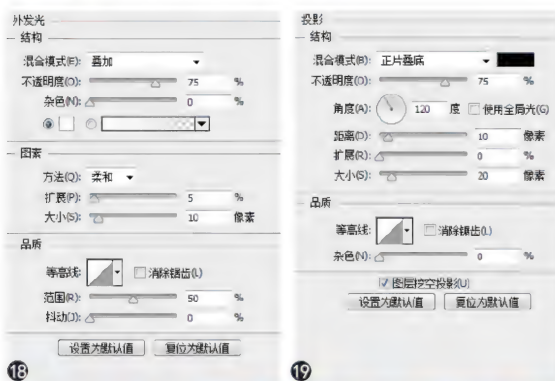 外发光
结构
混合模式(E): 叠加
不透明度(O): 75 %
杂色(N): 0 %
图素
方法(Q): 柔和
扩展(P): 5 %
大小(S): 10 像素
品质
等高线: 消除锯齿(L)
范围(R): 50 %
抖动(J): 0 %
设置为默认值 复位为默认值
18
投影
结构
混合模式(B): 正片叠底
不透明度(O): 75 %
角度(A): 120 度 使用全局光(G)
距离(D): 10 像素
扩展(R): 0 %
大小(S): 20 像素
品质
等高线: 消除锯齿(L)
杂色(N): 0 %
图层挖空投影(U)
设置为默认值 复位为默认值
19